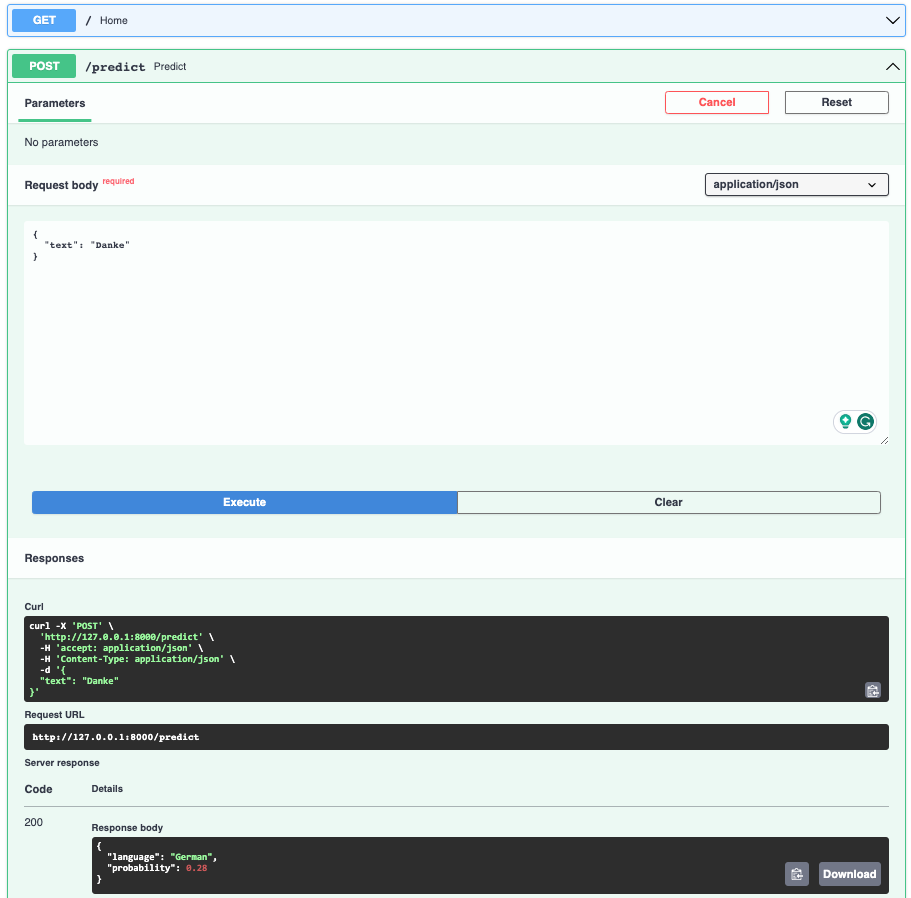 GET / Home
POST /predict Predict
Parameters
Cancel
Reset
No parameters
Request body required
application/json
{
"text": "Danke"
}
Execute
Clear
Responses
Curl
curl -X 'POST' \
'http://127.0.0.1:8000/predict' \
-H 'accept: application/json' \
-H 'Content-Type: application/json' \
-d '{
"text": "Danke"
}'
Request URL
http://127.0.0.1:8000/predict
Server response
Code Details
200
Response body
{
"language": "German",
"probability": 0.28
}
Download